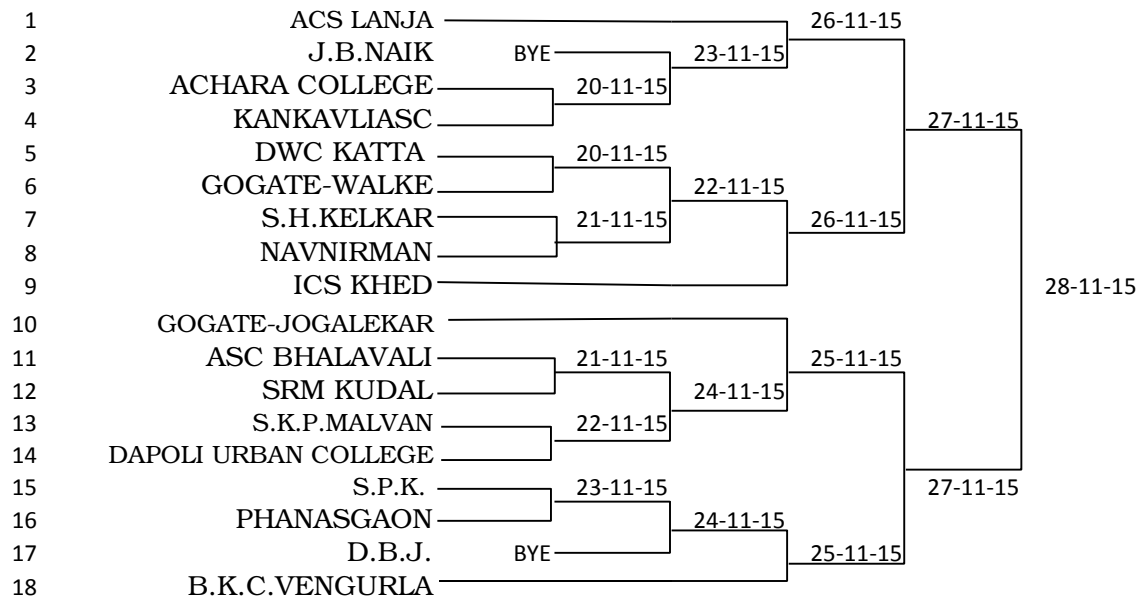 1 ACS LANJA 26-11-15
2 J.B.NAIK BYE 23-11-15
3 ACHARA COLLEGE 20-11-15
4 KANKAVLIASC 27-11-15
5 DWC KATTA 20-11-15
6 GOGATE-WALKE 22-11-15
7 S.H.KELKAR 21-11-15 26-11-15
8 NAVNIRMAN
9 ICS KHED 28-11-15
10 GOGATE-JOGALEKAR
11 ASC BHALAVALI 21-11-15 25-11-15
12 SRM KUDAL 24-11-15
13 S.K.P.MALVAN 22-11-15
14 DAPOLI URBAN COLLEGE
15 S.P.K. 23-11-15 27-11-15
16 PHANASGAON 24-11-15
17 D.B.J. BYE 25-11-15
18 B.K.C.VENGURLA